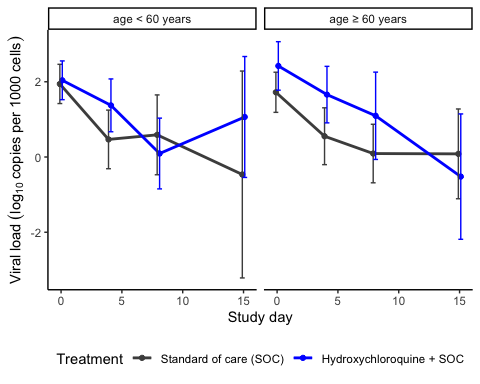 age < 60 years
age ≥ 60 years
Viral load (log₁₀ copies per 1000 cells)
2
0
-2
0 5 10 15
0 5 10 15
Study day
Treatment Standard of care (SOC) Hydroxychloroquine + SOC